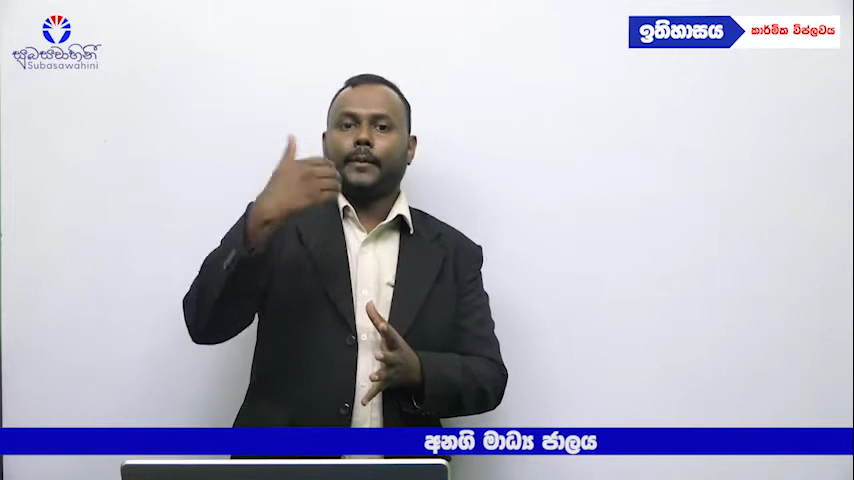 සුබසවාහිනී
Subasawahini
ඉතිහාසය
කාර්මික විප්ලවය
අනගි මාධ්‍ය ජාලය